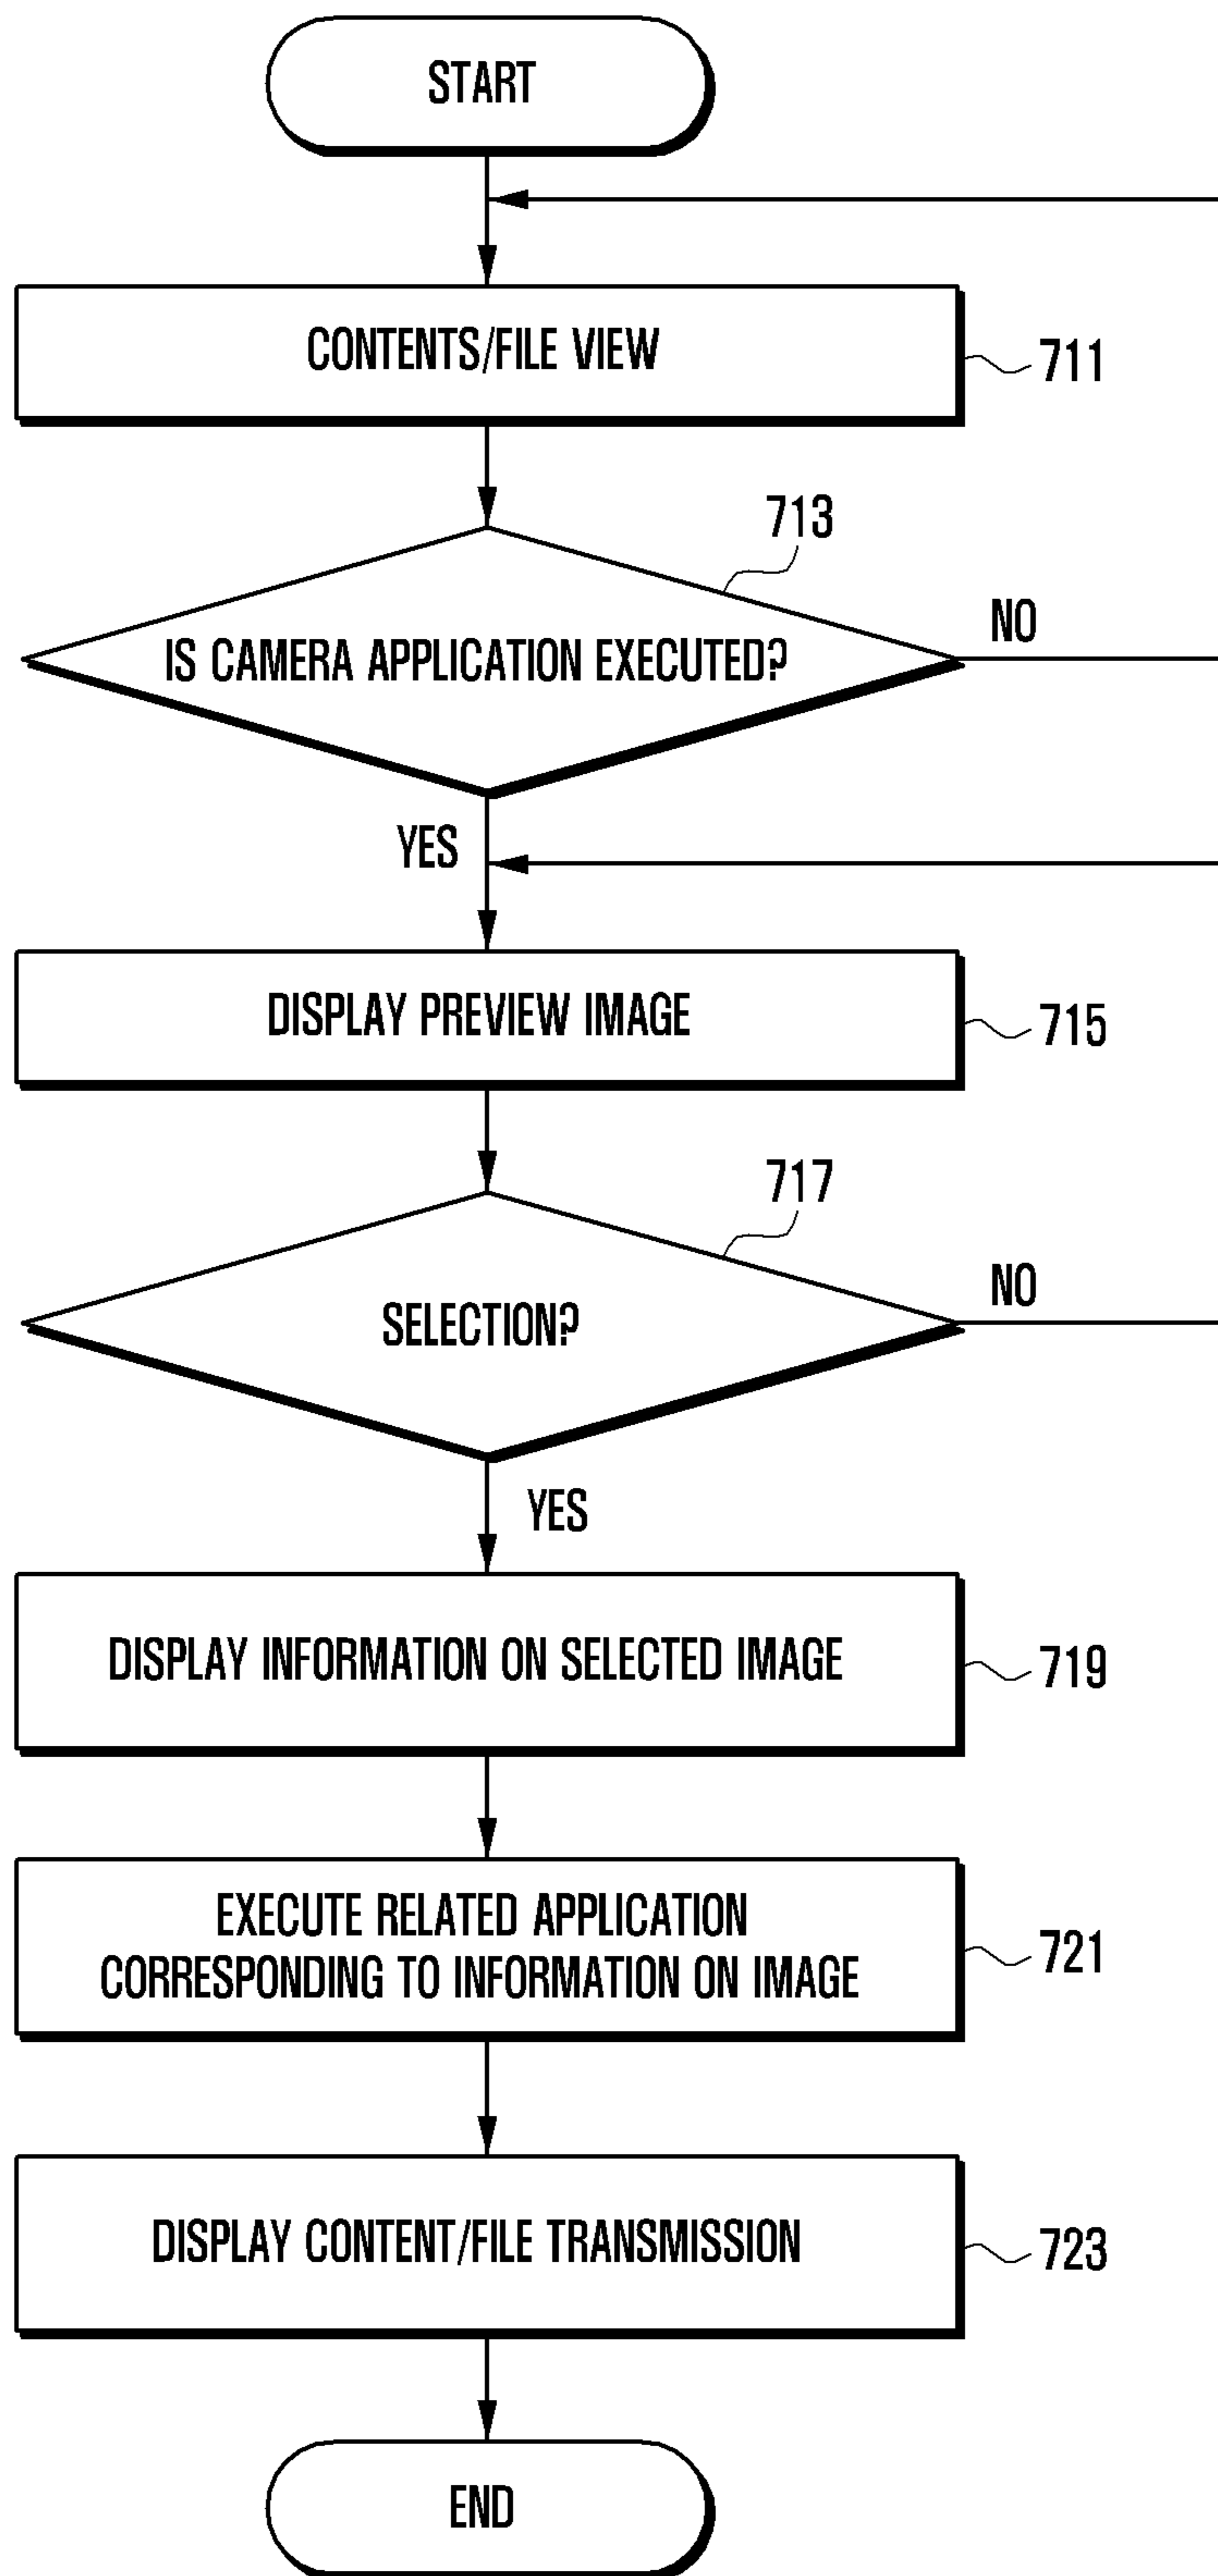 START
CONTENTS/FILE VIEW
711
713
IS CAMERA APPLICATION EXECUTED?
NO
YES
DISPLAY PREVIEW IMAGE
715
717
SELECTION?
NO
YES
DISPLAY INFORMATION ON SELECTED IMAGE
719
EXECUTE RELATED APPLICATION
CORRESPONDING TO INFORMATION ON IMAGE
721
DISPLAY CONTENT/FILE TRANSMISSION
723
END